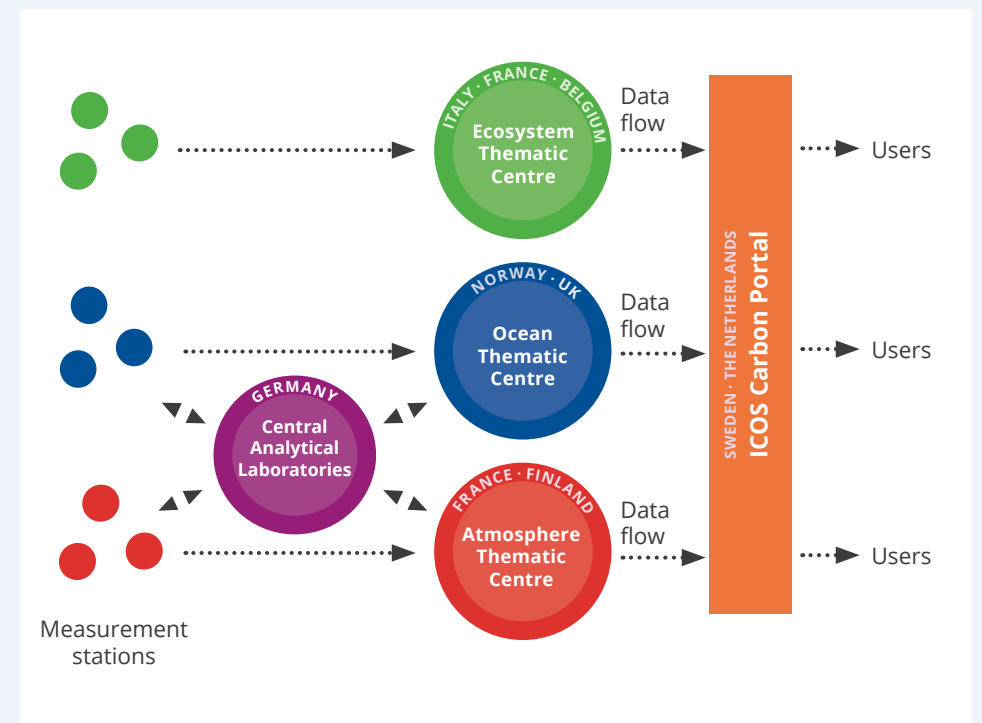 ITALY · FRANCE · BELGIUM
Ecosystem
Thematic
Centre
Data
flow
Users
NORWAY · UK
Ocean
Thematic
Centre
Data
flow
Users
GERMANY
Central
Analytical
Laboratories
FRANCE · FINLAND
Atmosphere
Thematic
Centre
Data
flow
Users
SWEDEN · THE NETHERLANDS
ICOS Carbon Portal
Measurement
stations